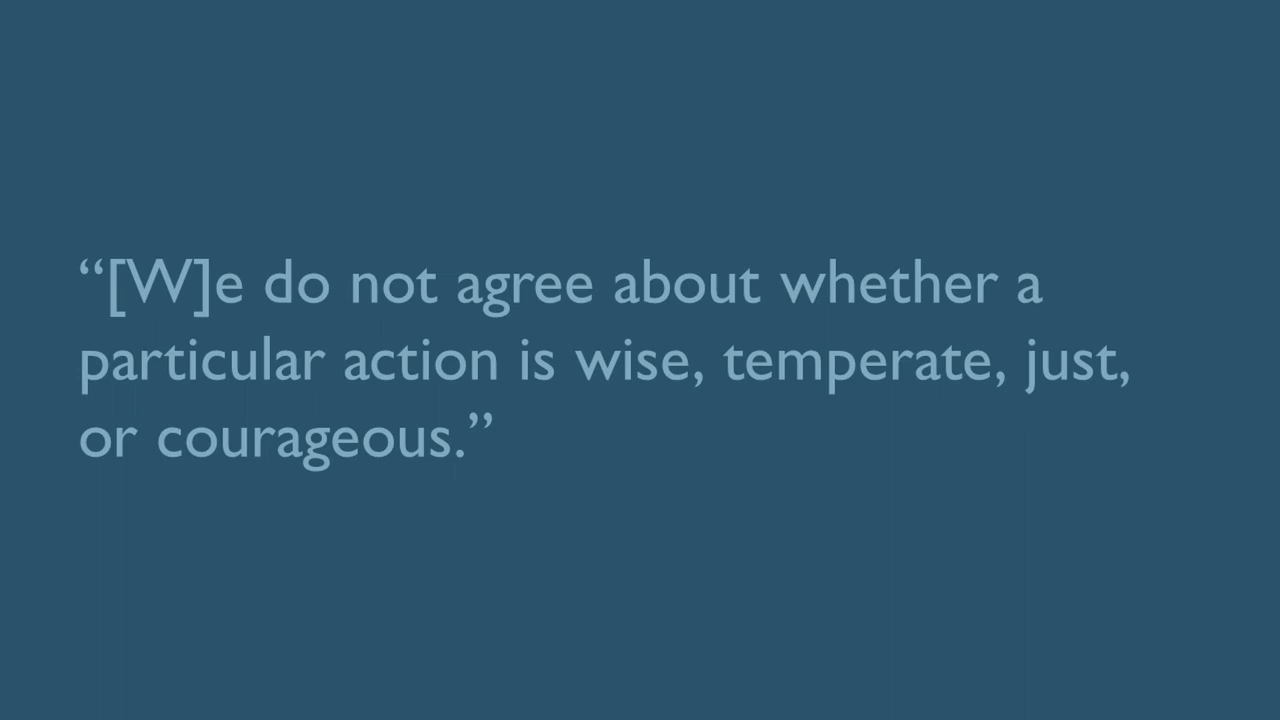 “[W]e do not agree about whether a
particular action is wise, temperate, just,
or courageous.”